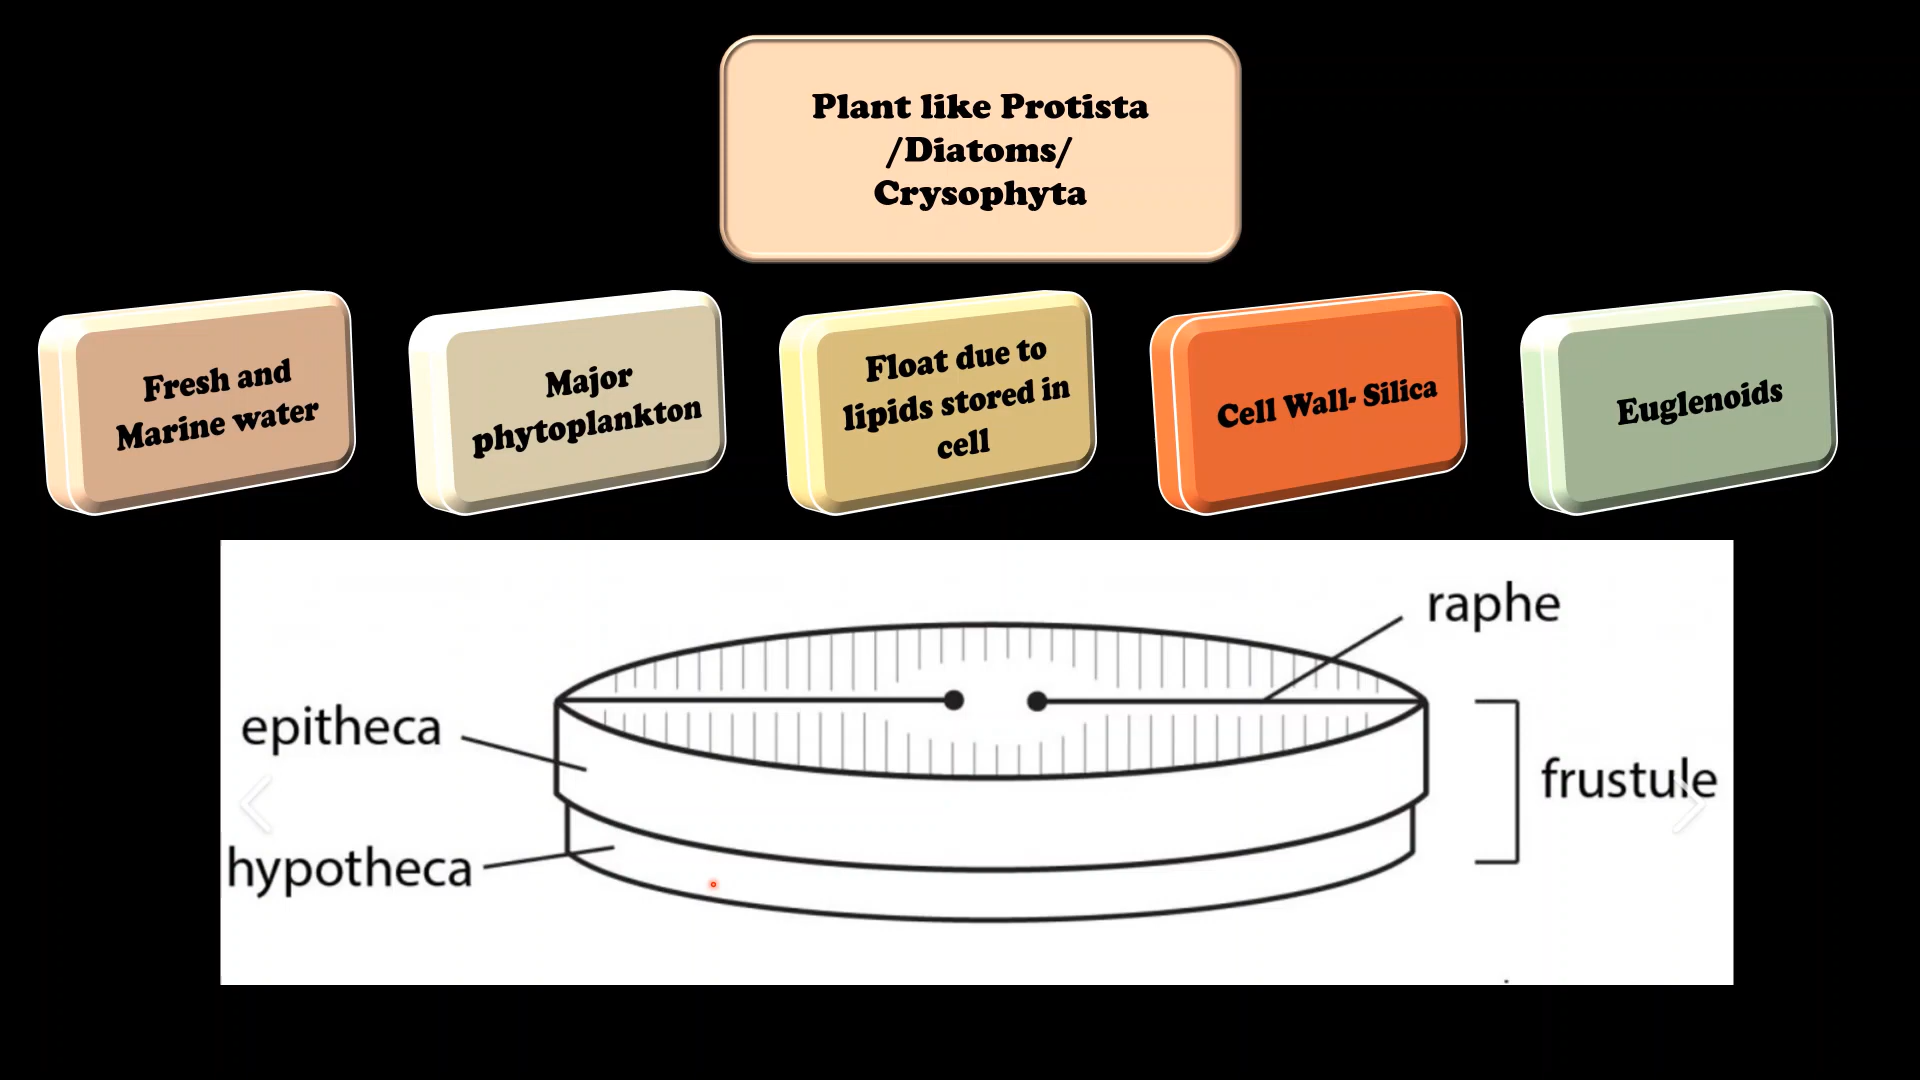 Plant like Protista
/Diatoms/
Crysophyta
Fresh and
Marine water
Major
phytoplankton
Float due to
lipids stored in
cell
Cell Wall- Silica
Euglenoids
raphe
epitheca
frustule
hypotheca